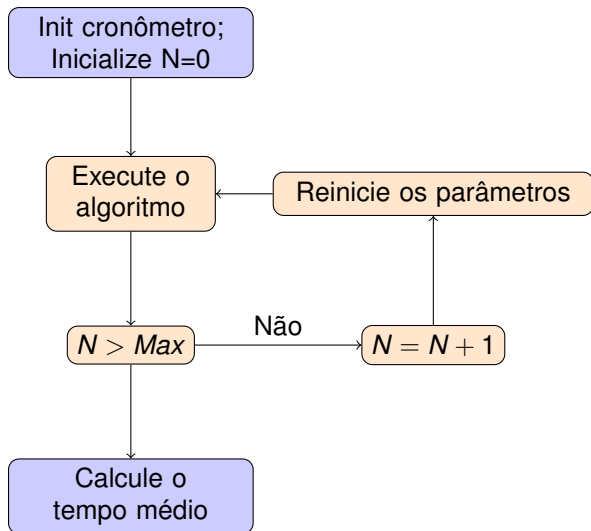 Init cronômetro;
Inicialize N=0
Execute o
algoritmo
Reinicie os parâmetros
N > Max
Não
N = N + 1
Calcule o
tempo médio